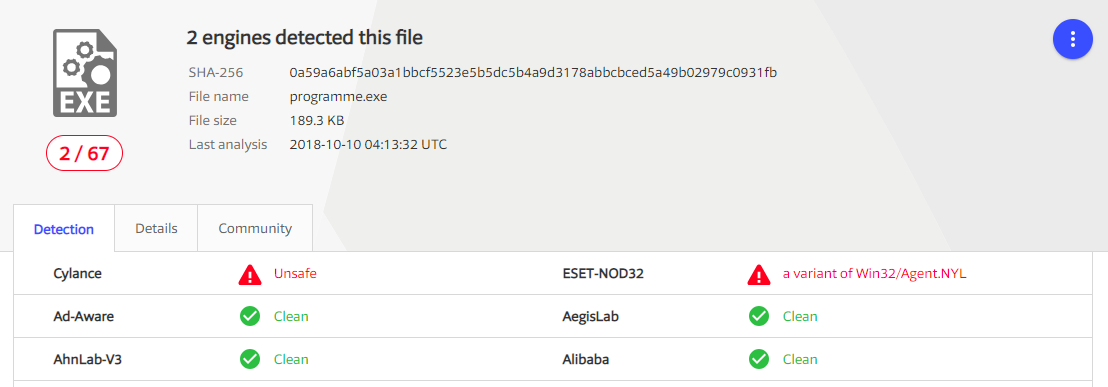 2 engines detected this file
SHA-256 0a59a6abf5a03a1bbcf5523e5b5dc5b4a9d3178abbcbced5a49b02979c0931fb
File name programme.exe
File size 189.3 KB
Last analysis 2018-10-10 04:13:32 UTC
EXE
2 / 67
Detection Details Community
Cylance Unsafe ESET-NOD32 a variant of Win32/Agent.NYL
Ad-Aware Clean AegisLab Clean
AhnLab-V3 Clean Alibaba Clean